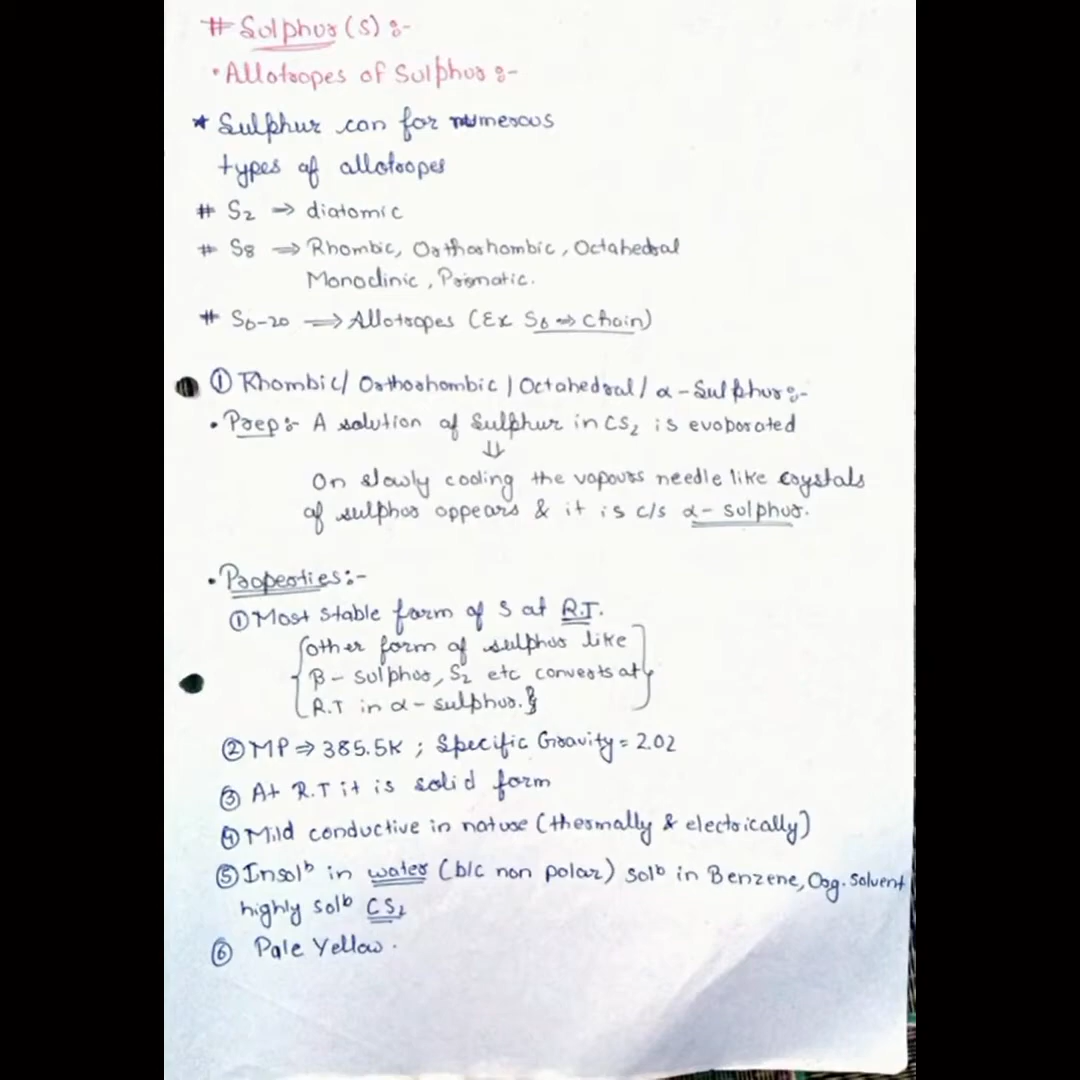 # Sulphur (S) :-
• Allotropes of Sulphur :-
* Sulphur can for numerous
types of allotropes
# S₂ ⇒ diatomic
# S₈ ⇒ Rhombic, Orthorhombic, Octahedral
Monoclinic, Prismatic.
# S₆₋₂₀ ⇒ Allotropes (Ex S₆ ⇒ chain)
① Rhombic/ Orthorhombic / Octahedral / α - Sulphur :-
• Prep :- A solution of Sulphur in CS₂ is evaporated
⇓
On slowly cooling the vapours needle like crystals
of sulphur appears & it is c/s α - sulphur.
• Properties :-
① Most stable form of S at R.T.
{other form of sulphur like
β - sulphur, S₂ etc converts at
R.T in α - sulphur.}
② MP ⇒ 385.5K ; Specific Gravity = 2.02
③ At R.T it is solid form
④ Mild conductive in nature (thermally & electrically)
⑤ Insolᵇ in water (b/c non polar) solᵇ in Benzene, Org. Solvent
highly solᵇ CS₂
⑥ Pale Yellow.